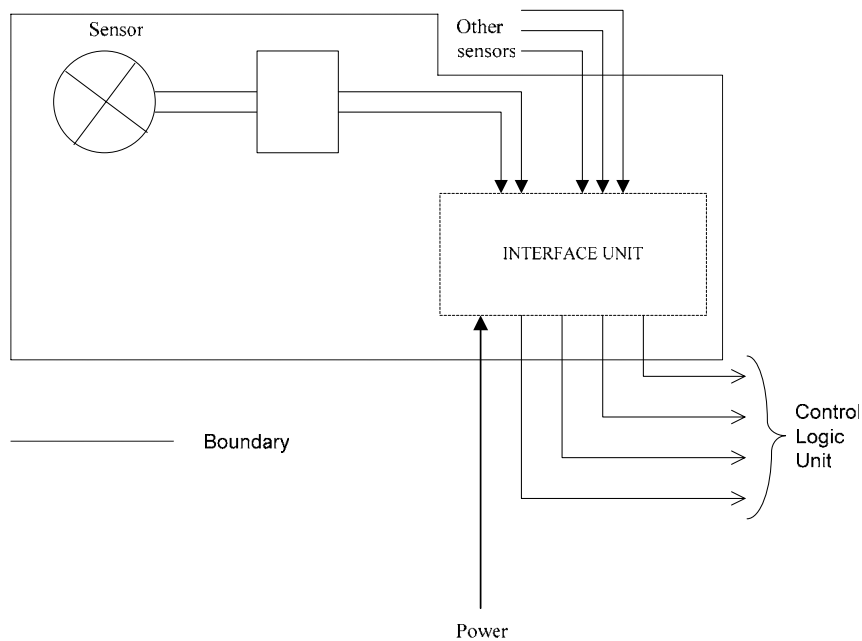 Sensor
Other
sensors
INTERFACE UNIT
Control
Logic
Unit
Boundary
Power